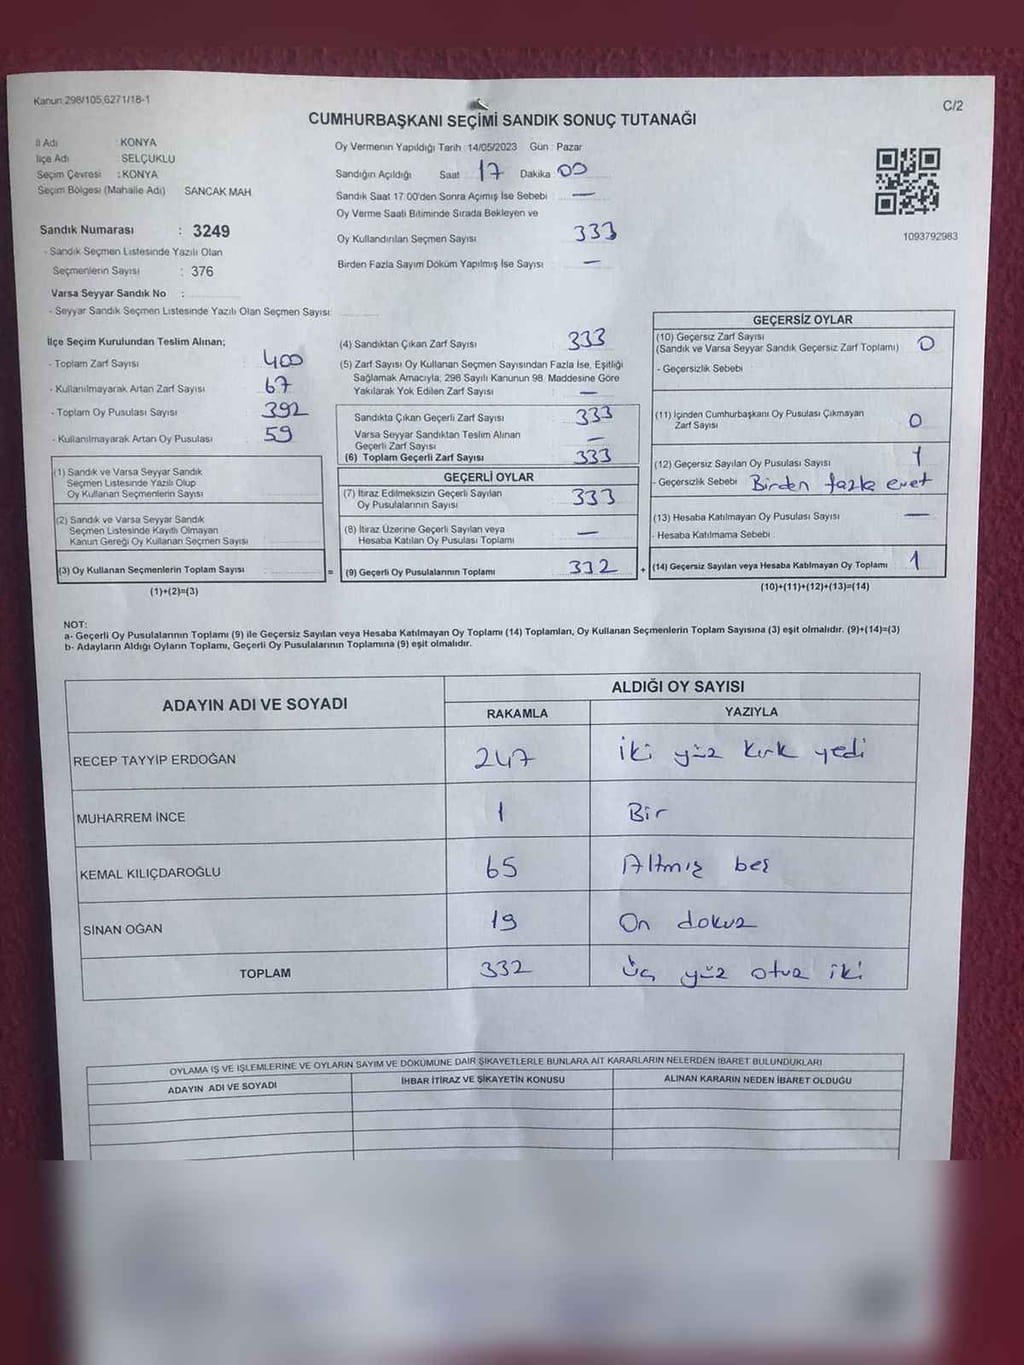 Kanun 298/105,6271/18-1
C/2
CUMHURBAŞKANI SEÇİMİ SANDIK SONUÇ TUTANAĞI
İl Adı : KONYA
İlçe Adı : SELÇUKLU
Seçim Çevresi : KONYA
Seçim Bölgesi (Mahalle Adı) SANCAK MAH
Oy Vermenin Yapıldığı Tarih : 14/05/2023 Gün : Pazar
Sandığın Açıldığı Saat 17 Dakika 00
Sandık Saat 17.00'den Sonra Açımış İse Sebebi —
Oy Verme Saati Bitiminde Sırada Bekleyen ve
Oy Kullandırılan Seçmen Sayısı 333
Birden Fazla Sayım Döküm Yapılmış İse Sayısı —
1093792983
Sandık Numarası : 3249
- Sandık Seçmen Listesinde Yazılı Olan
Seçmenlerin Sayısı : 376
Varsa Seyyar Sandık No :
- Seyyar Sandık Seçmen Listesinde Yazılı Olan Seçmen Sayısı:
İlçe Seçim Kurulundan Teslim Alınan;
- Toplam Zarf Sayısı 400
- Kullanılmayarak Artan Zarf Sayısı 67
- Toplam Oy Pusulası Sayısı 392
- Kullanılmayarak Artan Oy Pusulası 59
(1) Sandık ve Varsa Seyyar Sandık
Seçmen Listesinde Yazılı Olup
Oy Kullanan Seçmenlerin Sayısı
(2) Sandık ve Varsa Seyyar Sandık
Seçmen Listesinde Kayıtlı Olmayan
Kanun Gereği Oy Kullanan Seçmen Sayısı
(3) Oy Kullanan Seçmenlerin Toplam Sayısı =
(1)+(2)=(3)
(4) Sandıktan Çıkan Zarf Sayısı 333
(5) Zarf Sayısı Oy Kullanan Seçmen Sayısından Fazla İse, Eşitliği
Sağlamak Amacıyla, 298 Sayılı Kanunun 98. Maddesine Göre
Yakılarak Yok Edilen Zarf Sayısı —
Sandıkta Çıkan Geçerli Zarf Sayısı 333
Varsa Seyyar Sandıktan Teslim Alınan
Geçerli Zarf Sayısı —
(6) Toplam Geçerli Zarf Sayısı 333
GEÇERLİ OYLAR
(7) İtiraz Edilmeksizin Geçerli Sayılan
Oy Pusulalarının Sayısı 333
(8) İtiraz Üzerine Geçerli Sayılan veya
Hesaba Katılan Oy Pusulası Toplamı —
(9) Geçerli Oy Pusulalarının Toplamı 332 +
GEÇERSİZ OYLAR
(10) Geçersiz Zarf Sayısı
(Sandık ve Varsa Seyyar Sandık Geçersiz Zarf Toplamı) 0
- Geçersizlik Sebebi
(11) İçinden Cumhurbaşkanı Oy Pusulası Çıkmayan
Zarf Sayısı 0
(12) Geçersiz Sayılan Oy Pusulası Sayısı 1
- Geçersizlik Sebebi Birden fazla evet
(13) Hesaba Katılmayan Oy Pusulası Sayısı —
- Hesaba Katılmama Sebebi
(14) Geçersiz Sayılan veya Hesaba Katılmayan Oy Toplamı 1
(10)+(11)+(12)+(13)=(14)
NOT:
a- Geçerli Oy Pusulalarının Toplamı (9) ile Geçersiz Sayılan veya Hesaba Katılmayan Oy Toplamı (14) Toplamları, Oy Kullanan Seçmenlerin Toplam Sayısına (3) eşit olmalıdır. (9)+(14)=(3)
b- Adayların Aldığı Oyların Toplamı, Geçerli Oy Pusulalarının Toplamına (9) eşit olmalıdır.
ADAYIN ADI VE SOYADI ALDIĞI OY SAYISI
RAKAMLA YAZIYLA
RECEP TAYYİP ERDOĞAN 247 iki yüz kırk yedi
MUHARREM İNCE 1 Bir
KEMAL KILIÇDAROĞLU 65 Altmış beş
SİNAN OĞAN 19 On dokuz
TOPLAM 332 üç yüz otuz iki
OYLAMA İŞ VE İŞLEMLERİNE VE OYLARIN SAYIM VE DÖKÜMÜNE DAİR ŞİKAYETLERLE BUNLARA AİT KARARLARIN NELERDEN İBARET BULUNDUKLARI
ADAYIN ADI VE SOYADI İHBAR İTİRAZ VE ŞİKAYETİN KONUSU ALINAN KARARIN NEDEN İBARET OLDUĞU